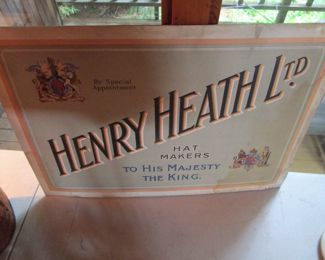 By Special
Appointment
HENRY HEATH LTD
HAT
MAKERS
TO HIS MAJESTY
THE KING.